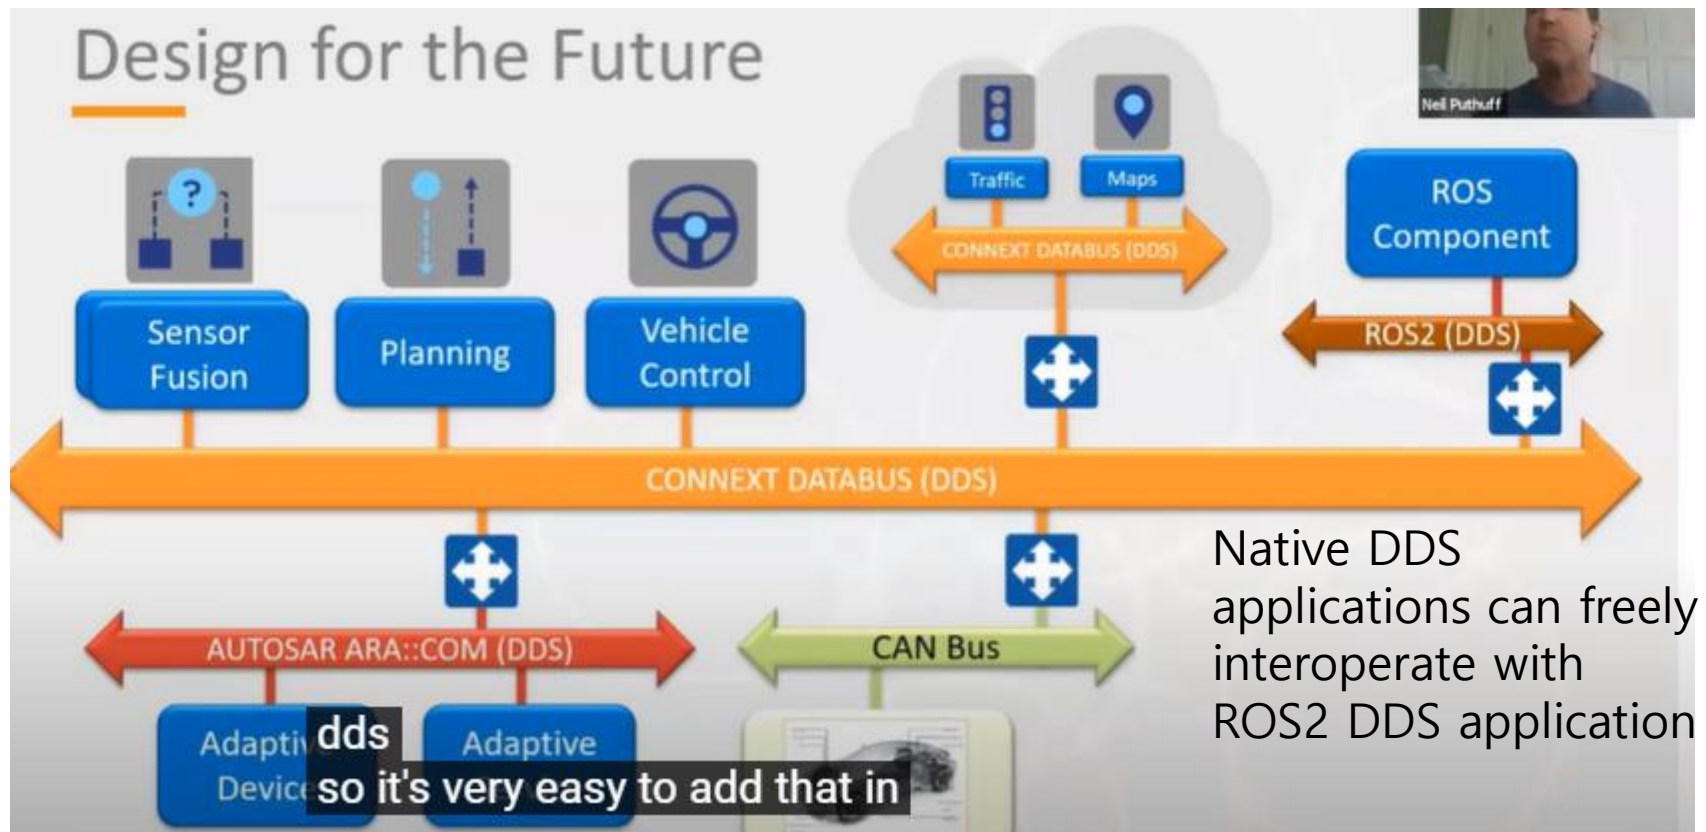 Design for the Future
Neil Puthuff
?
Traffic
Maps
CONNEXT DATABUS (DDS)
ROS
Component
ROS2 (DDS)
Sensor
Fusion
Planning
Vehicle
Control
CONNEXT DATABUS (DDS)
Native DDS
applications can freely
interoperate with
ROS2 DDS application
AUTOSAR ARA::COM (DDS)
CAN Bus
Adaptiv
Device
Adaptive
dds
so it's very easy to add that in